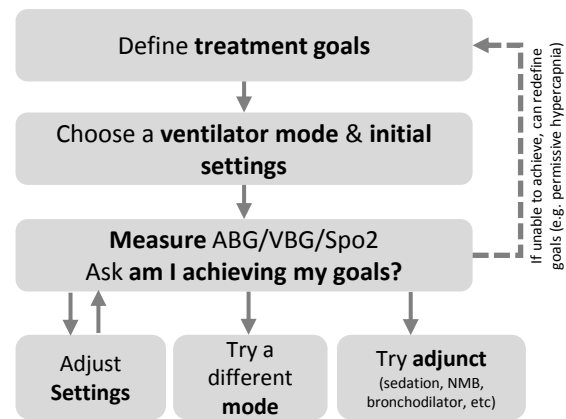 Define treatment goals
Choose a ventilator mode & initial
settings
Measure ABG/VBG/Spo2
Ask am I achieving my goals?
If unable to achieve, can redefine
goals (e.g. permissive hypercapnia)
Adjust
Settings
Try a
different
mode
Try adjunct
(sedation, NMB,
bronchodilator, etc)